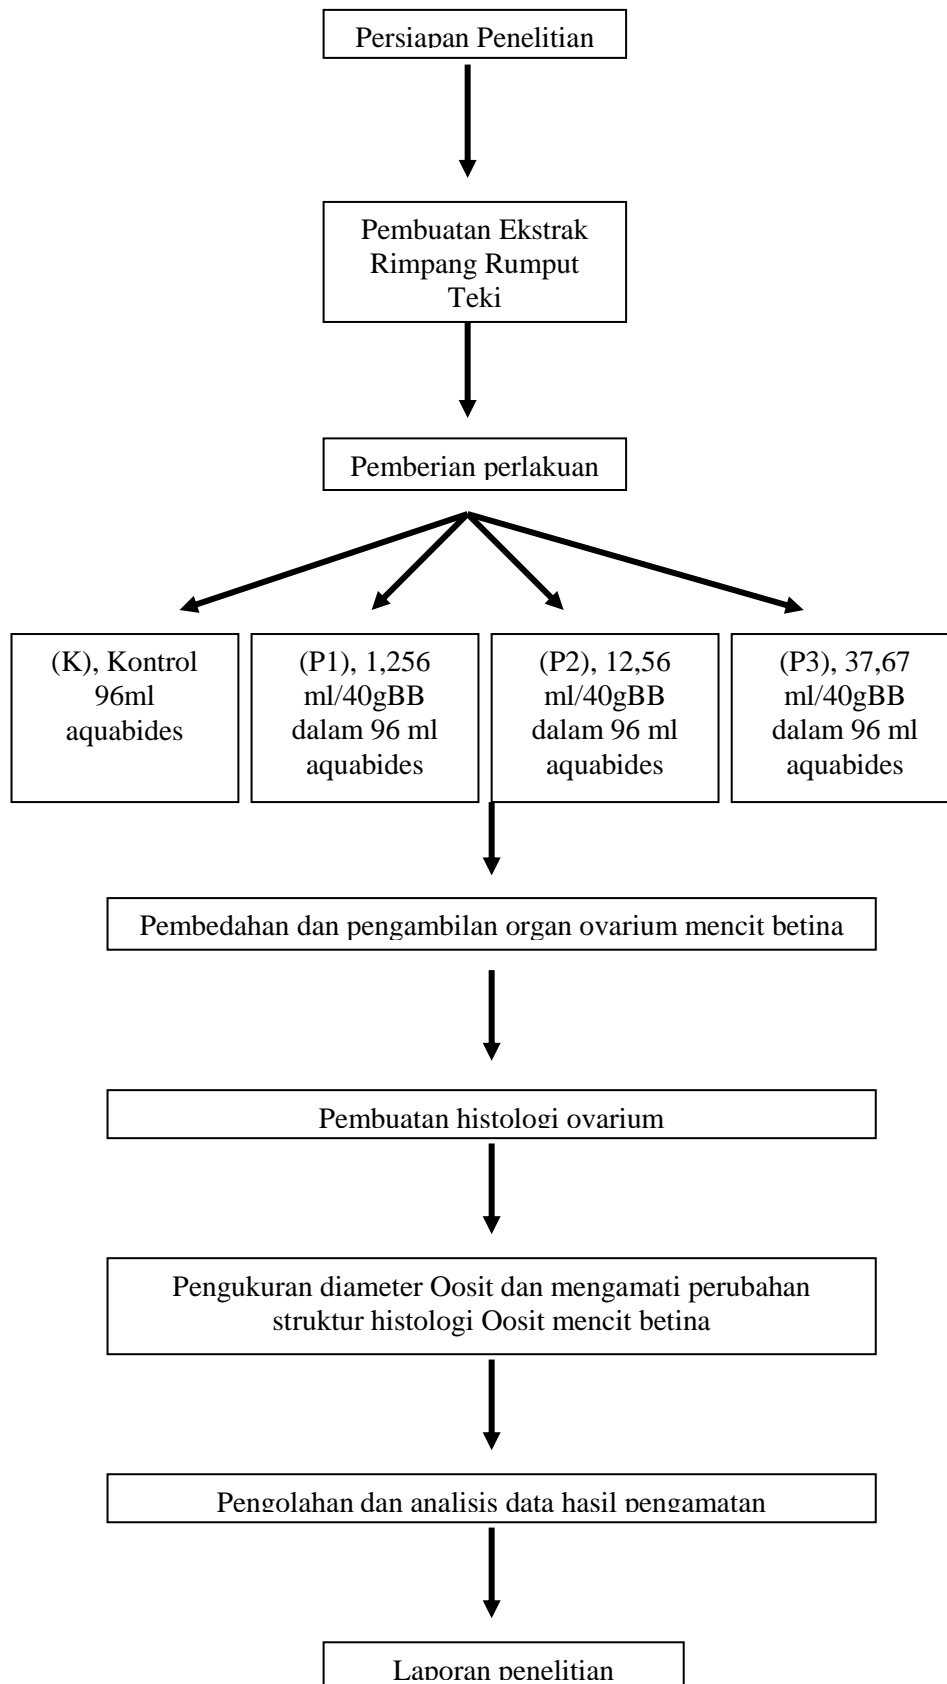 Persiapan Penelitian
Pembuatan Ekstrak
Rimpang Rumput
Teki
Pemberian perlakuan
(K), Kontrol
96ml
aquabides
(P1), 1,256
ml/40gBB
dalam 96 ml
aquabides
(P2), 12,56
ml/40gBB
dalam 96 ml
aquabides
(P3), 37,67
ml/40gBB
dalam 96 ml
aquabides
Pembedahan dan pengambilan organ ovarium mencit betina
Pembuatan histologi ovarium
Pengukuran diameter Oosit dan mengamati perubahan
struktur histologi Oosit mencit betina
Pengolahan dan analisis data hasil pengamatan
Laporan penelitian